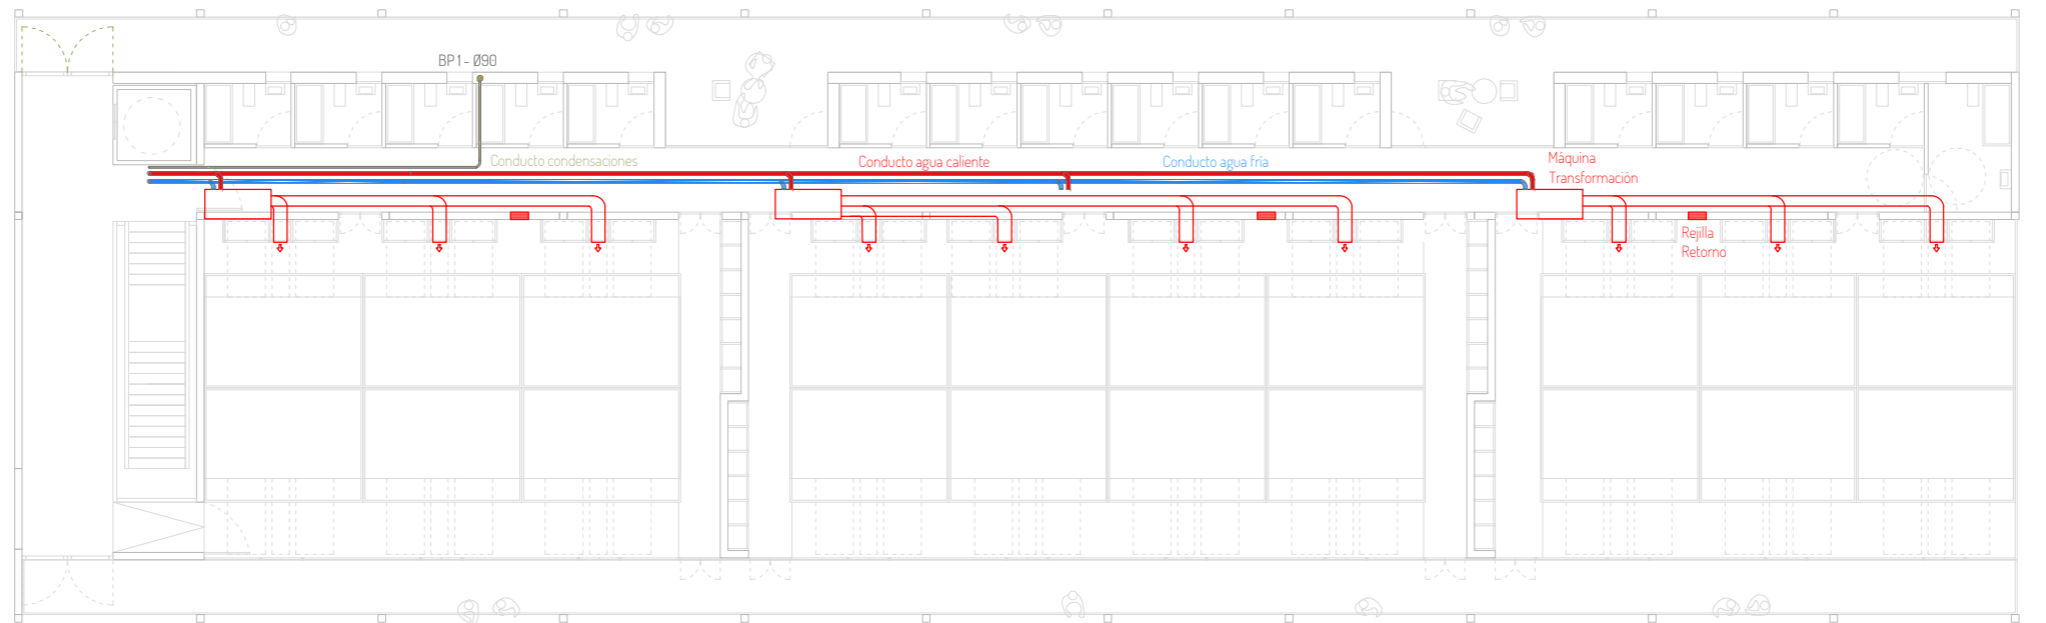 BP1 - Ø90
Conducto condensaciones
Conducto agua caliente
Conducto agua fría
Máquina
Transformación
Rejilla
Retorno